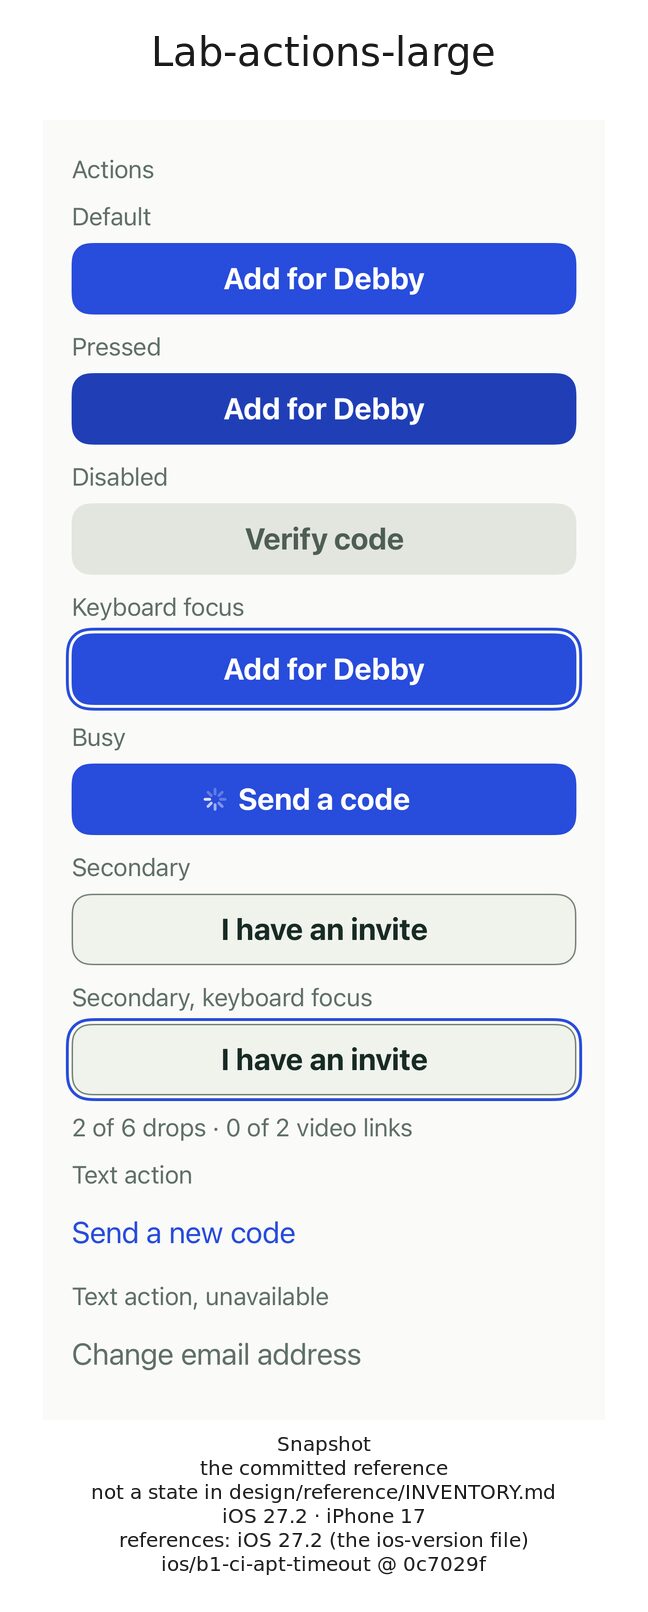 Lab-actions-large
Actions
Default
Add for Debby
Pressed
Add for Debby
Disabled
Verify code
Keyboard focus
Add for Debby
Busy
Send a code
Secondary
I have an invite
Secondary, keyboard focus
I have an invite
2 of 6 drops · 0 of 2 video links
Text action
Send a new code
Text action, unavailable
Change email address
Snapshot
the committed reference
not a state in design/reference/INVENTORY.md
iOS 27.2 · iPhone 17
references: iOS 27.2 (the ios-version file)
ios/b1-ci-apt-timeout @ 0c7029f